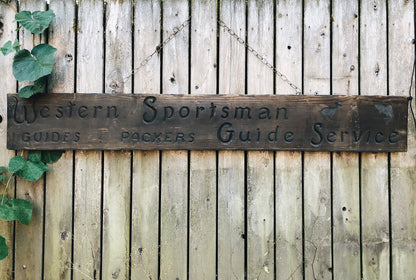 Western Sportsman
GUIDES & PACKERS Guide Service